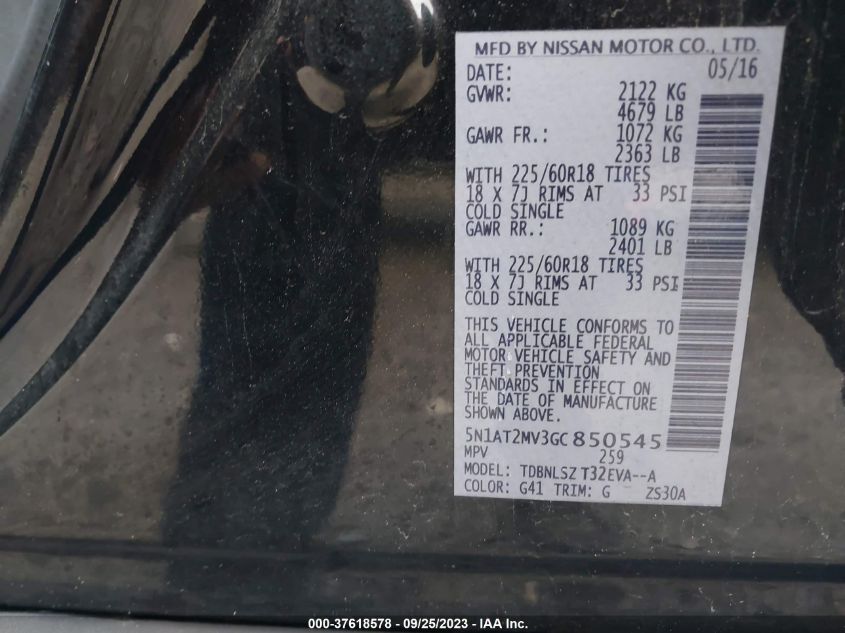 MFD BY NISSAN MOTOR CO., LTD.
DATE: 05/16
GVWR: 2122 KG
4679 LB
GAWR FR.: 1072 KG
2363 LB
WITH 225/60R18 TIRES
18 X 7J RIMS AT 33 PSI
COLD SINGLE
GAWR RR.: 1089 KG
2401 LB
WITH 225/60R18 TIRES
18 X 7J RIMS AT 33 PSI
COLD SINGLE
THIS VEHICLE CONFORMS TO
ALL APPLICABLE FEDERAL
MOTOR VEHICLE SAFETY AND
THEFT PREVENTION
STANDARDS IN EFFECT ON
THE DATE OF MANUFACTURE
SHOWN ABOVE.
5N1AT2MV3GC850545
MPV 259
MODEL: TDBNLSZ T32EVA--A
COLOR: G41 TRIM: G ZS30A
000-37618578 - 09/25/2023 - IAA Inc.